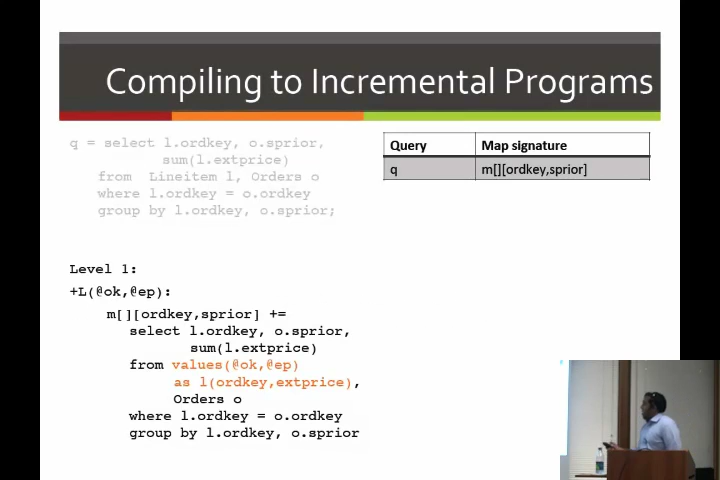 Compiling to Incremental Programs
q = select l.ordkey, o.sprior,
sum(l.extprice)
from Lineitem l, Orders o
where l.ordkey = o.ordkey
group by l.ordkey, o.sprior;
Query Map signature
q m[][ordkey,sprior]
Level 1:
+L(@ok,@ep):
m[][ordkey,sprior] +=
select l.ordkey, o.sprior,
sum(l.extprice)
from values(@ok,@ep)
as l(ordkey,extprice),
Orders o
where l.ordkey = o.ordkey
group by l.ordkey, o.sprior